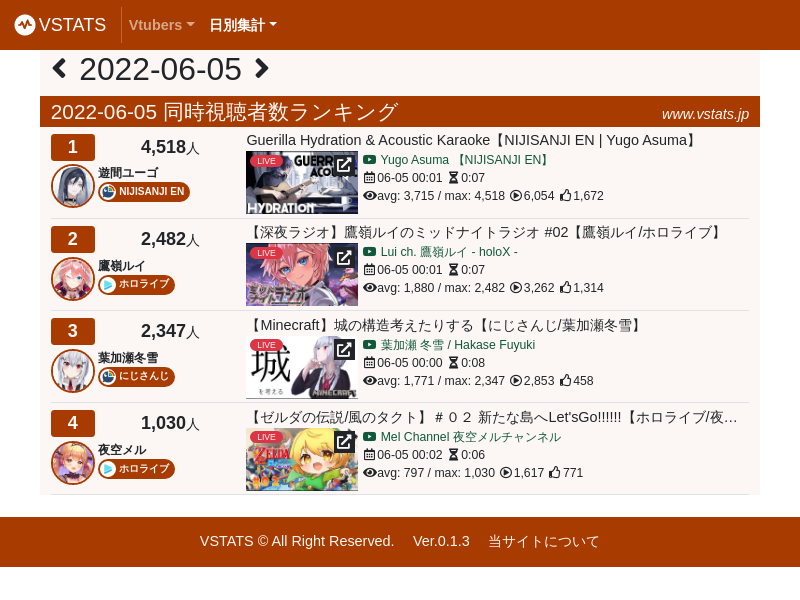 VSTATS Vtubers 日別集計
2022-06-05
2022-06-05 同時視聴者数ランキング www.vstats.jp
1 4,518人
遊間ユーゴ
NIJISANJI EN
Guerilla Hydration & Acoustic Karaoke【NIJISANJI EN | Yugo Asuma】
LIVE GUERR
ACOUSTIC
HYDRATION
Yugo Asuma 【NIJISANJI EN】
06-05 00:01 0:07
avg: 3,715 / max: 4,518 6,054 1,672
2 2,482人
鷹嶺ルイ
ホロライブ
【深夜ラジオ】鷹嶺ルイのミッドナイトラジオ #02【鷹嶺ルイ/ホロライブ】
LIVE
ミッドナイトラジオ
Lui ch. 鷹嶺ルイ - holoX -
06-05 00:01 0:07
avg: 1,880 / max: 2,482 3,262 1,314
3 2,347人
葉加瀬冬雪
にじさんじ
【Minecraft】城の構造考えたりする【にじさんじ/葉加瀬冬雪】
LIVE
城
を考える MINECRAFT
葉加瀬 冬雪 / Hakase Fuyuki
06-05 00:00 0:08
avg: 1,771 / max: 2,347 2,853 458
4 1,030人
夜空メル
ホロライブ
【ゼルダの伝説/風のタクト】＃０２ 新たな島へLet'sGo!!!!!!【ホロライブ/夜…
LIVE
ZELDA
#02
Mel Channel 夜空メルチャンネル
06-05 00:02 0:06
avg: 797 / max: 1,030 1,617 771
VSTATS © All Right Reserved. Ver.0.1.3 当サイトについて